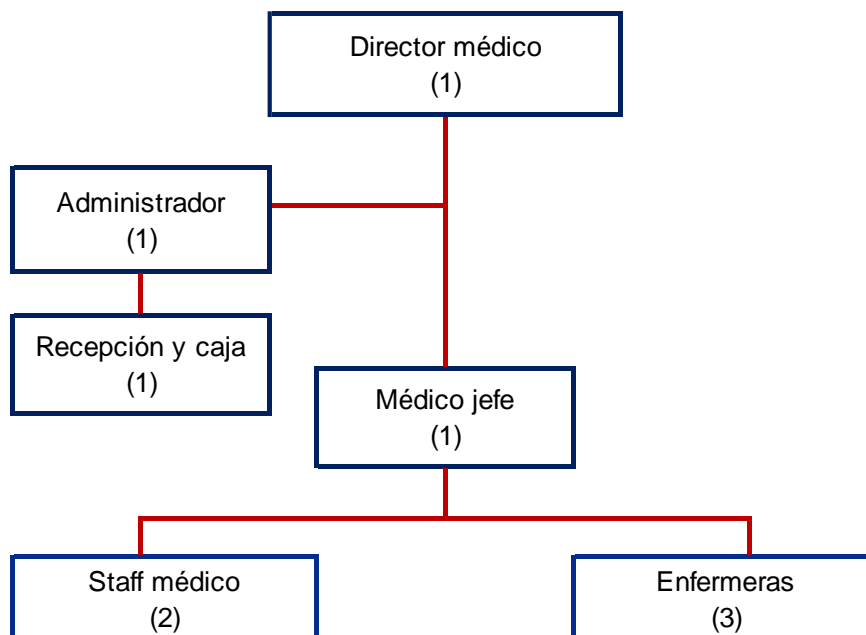 Director médico
(1)
Administrador
(1)
Recepción y caja
(1)
Médico jefe
(1)
Staff médico
(2)
Enfermeras
(3)